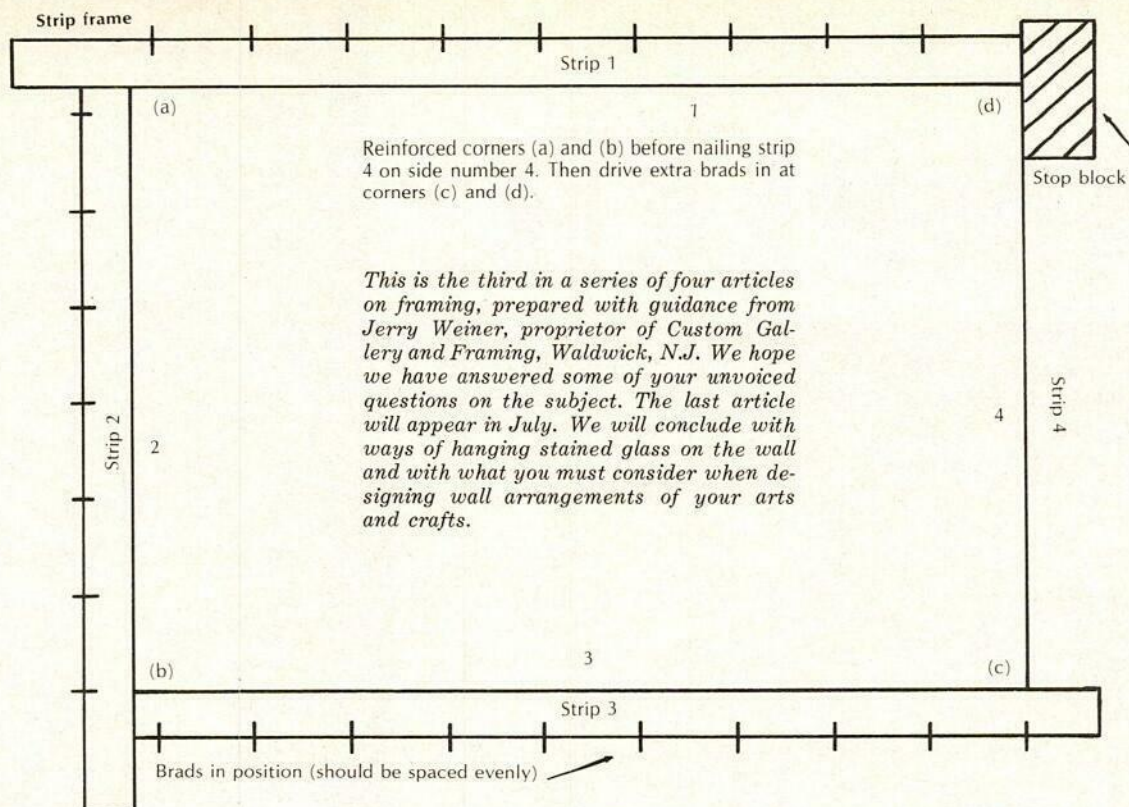 Strip frame
Strip 1
(a)
1
(d)
Reinforced corners (a) and (b) before nailing strip
4 on side number 4. Then drive extra brads in at
corners (c) and (d).
Stop block
This is the third in a series of four articles
on framing, prepared with guidance from
Jerry Weiner, proprietor of Custom Gal-
lery and Framing, Waldwick, N.J. We hope
we have answered some of your unvoiced
questions on the subject. The last article
will appear in July. We will conclude with
ways of hanging stained glass on the wall
and with what you must consider when de-
signing wall arrangements of your arts
and crafts.
Strip 2
2
4
Strip 4
(b)
3
(c)
Strip 3
Brads in position (should be spaced evenly)